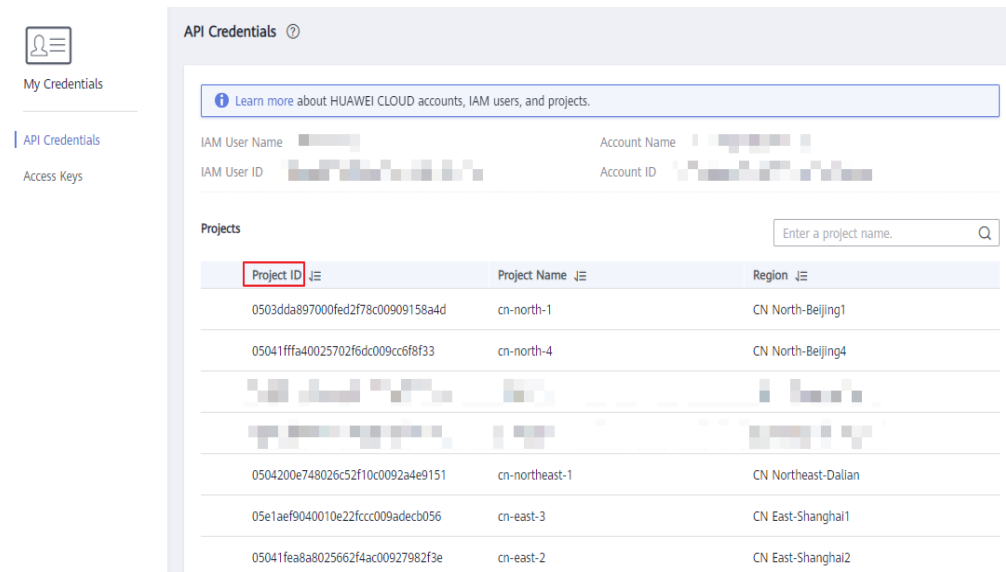 API Credentials
My Credentials
API Credentials
Access Keys
Learn more about HUAWEI CLOUD accounts, IAM users, and projects.
IAM User Name
Account Name
IAM User ID
Account ID
Projects
Enter a project name.
Project ID Project Name Region
0503dda897000fed2f78c00909158a4d cn-north-1 CN North-Beijing1
05041fffa40025702f6dc009cc6f8f33 cn-north-4 CN North-Beijing4
0504200e748026c52f10c0092a4e9151 cn-northeast-1 CN Northeast-Dalian
05e1aef9040010e22fccc009adecb056 cn-east-3 CN East-Shanghai1
05041fea8a8025662f4ac00927982f3e cn-east-2 CN East-Shanghai2